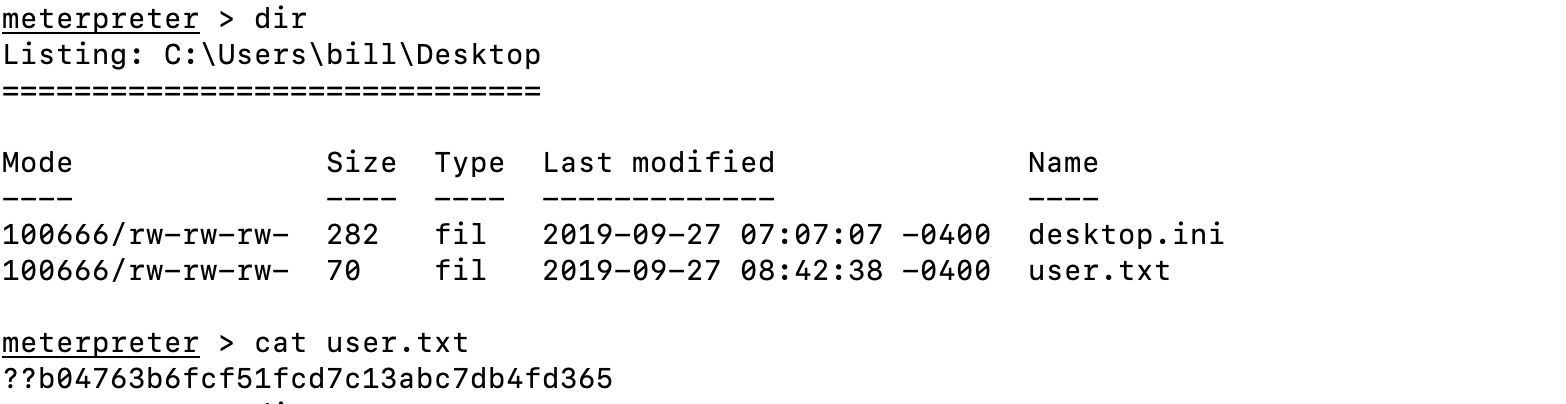 meterpreter > dir
Listing: C:\Users\bill\Desktop
==============================
Mode Size Type Last modified Name
---- ---- ---- ------------- ----
100666/rw-rw-rw- 282 fil 2019-09-27 07:07:07 -0400 desktop.ini
100666/rw-rw-rw- 70 fil 2019-09-27 08:42:38 -0400 user.txt
meterpreter > cat user.txt
??b04763b6fcf51fcd7c13abc7db4fd365